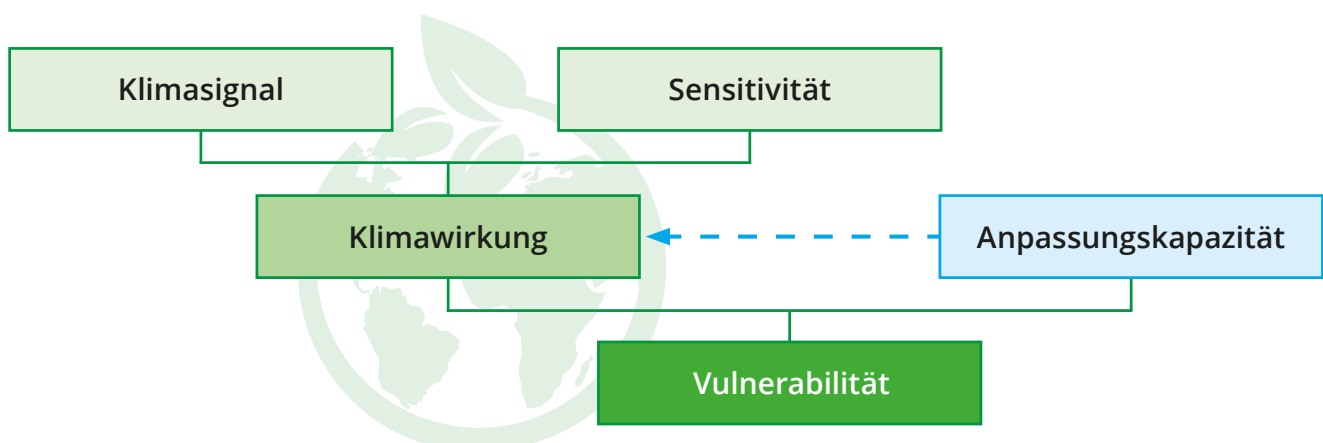 Klimasignal
Sensitivität
Klimawirkung
Anpassungskapazität
Vulnerabilität